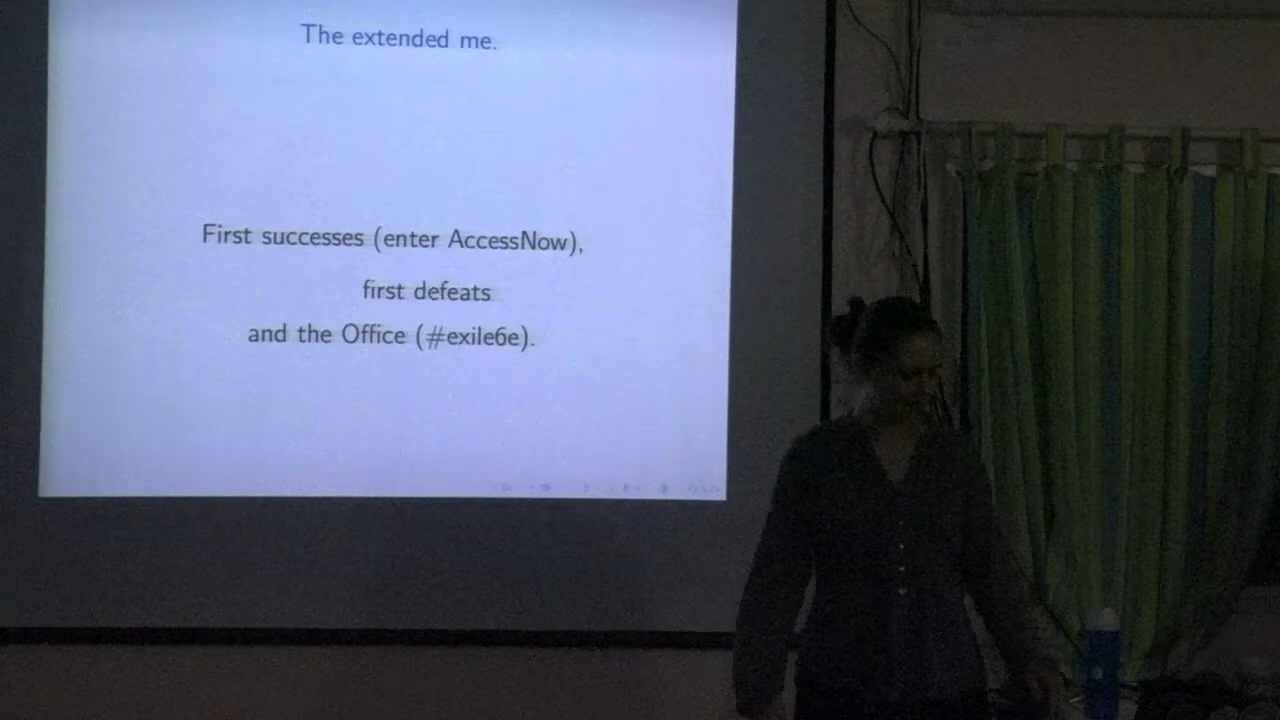 The extended me.
First successes (enter AccessNow),
first defeats
and the Office (#exile6e).